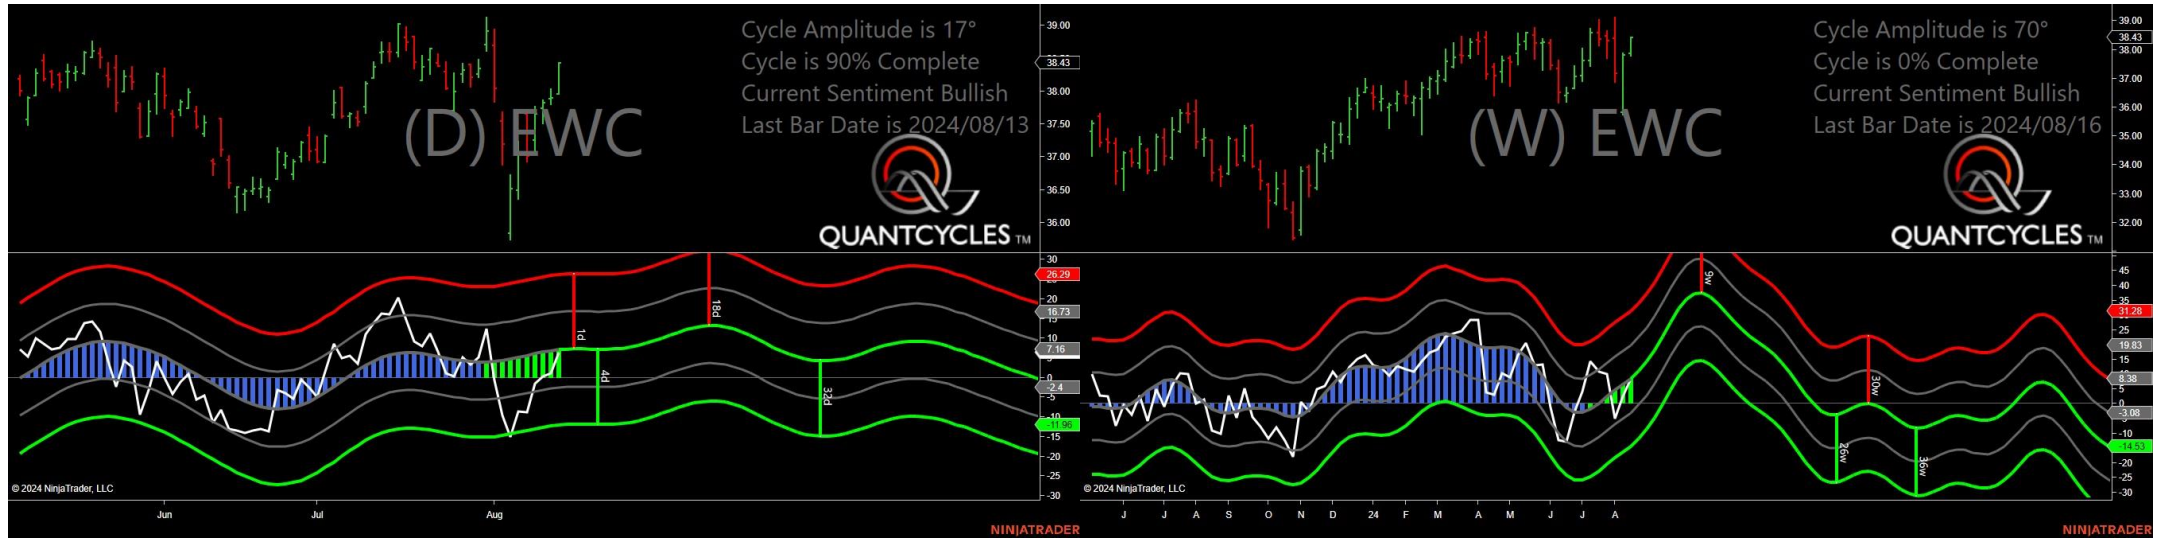 Cycle Amplitude is 17°
Cycle is 90% Complete
Current Sentiment Bullish
Last Bar Date is 2024/08/13
(D) EWC
QUANTCYCLES TM
39.00
38.43
38.00
37.50
37.00
36.50
36.00
30
26.29
20
16.73
7.16
0
-2.4
-5
-10
-11.96
-15
-20
-25
-30
1d
4d
18d
32d
© 2024 NinjaTrader, LLC
Jun
Jul
Aug
NINJATRADER
Cycle Amplitude is 70°
Cycle is 0% Complete
Current Sentiment Bullish
Last Bar Date is 2024/08/16
(W) EWC
QUANTCYCLES TM
39.00
38.43
38.00
37.00
36.00
35.00
34.00
33.00
32.00
45
40
35
31.28
25
19.83
15
8.38
5
0
-3.08
-10
-14.53
-20
-25
-30
9w
26w
30w
36w
© 2024 NinjaTrader, LLC
J J A S O N D 24 F M A M J J A
NINJATRADER